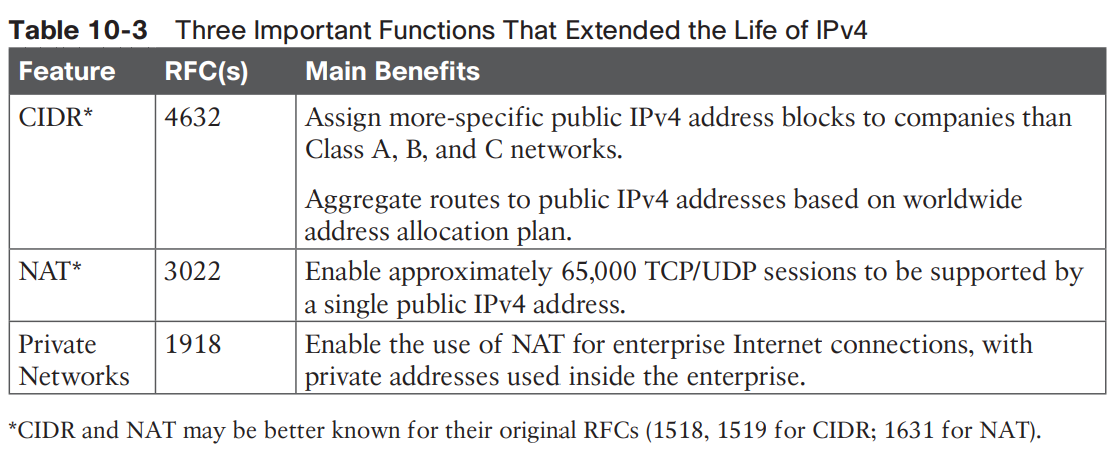 Table 10-3 Three Important Functions That Extended the Life of IPv4
Feature RFC(s) Main Benefits
CIDR* 4632 Assign more-specific public IPv4 address blocks to companies than
Class A, B, and C networks.
Aggregate routes to public IPv4 addresses based on worldwide
address allocation plan.
NAT* 3022 Enable approximately 65,000 TCP/UDP sessions to be supported by
a single public IPv4 address.
Private 1918 Enable the use of NAT for enterprise Internet connections, with
Networks private addresses used inside the enterprise.
*CIDR and NAT may be better known for their original RFCs (1518, 1519 for CIDR; 1631 for NAT).